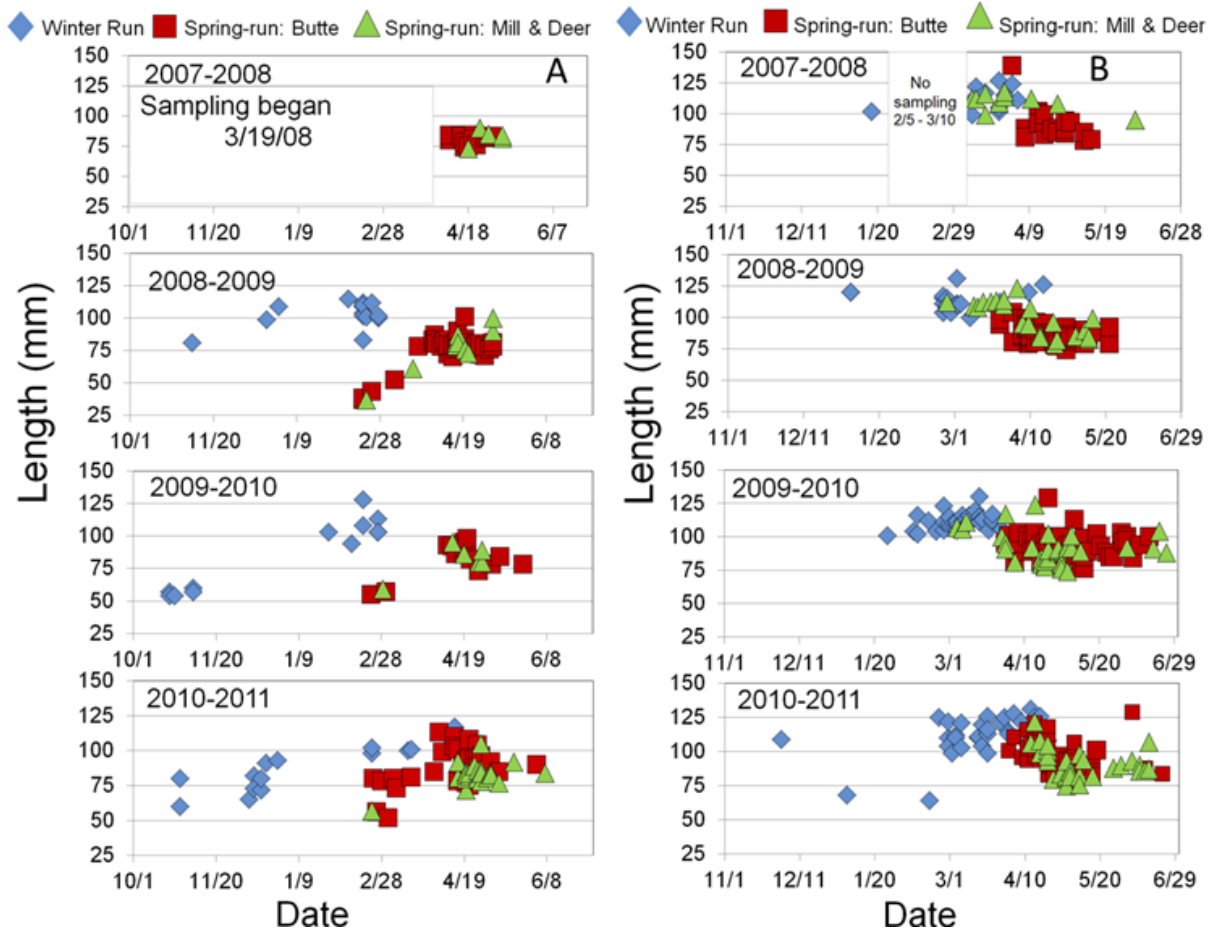 Winter Run Spring-run: Butte Spring-run: Mill & Deer
Winter Run Spring-run: Butte Spring-run: Mill & Deer
Length (mm)
150
125
100
75
50
25
2007-2008
A
Sampling began
3/19/08
10/1 11/20 1/9 2/28 4/18 6/7
150
125
100
75
50
25
2008-2009
10/1 11/20 1/9 2/28 4/19 6/8
150
125
100
75
50
25
2009-2010
10/1 11/20 1/9 2/28 4/19 6/8
150
125
100
75
50
25
2010-2011
10/1 11/20 1/9 2/28 4/19 6/8
Date
Length (mm)
150
125
100
75
50
25
2007-2008
B
No
sampling
2/5 - 3/10
11/1 12/11 1/20 2/29 4/9 5/19 6/28
150
125
100
75
50
25
2008-2009
11/1 12/11 1/20 3/1 4/10 5/20 6/29
150
125
100
75
50
25
2009-2010
11/1 12/11 1/20 3/1 4/10 5/20 6/29
150
125
100
75
50
25
2010-2011
11/1 12/11 1/20 3/1 4/10 5/20 6/29
Date